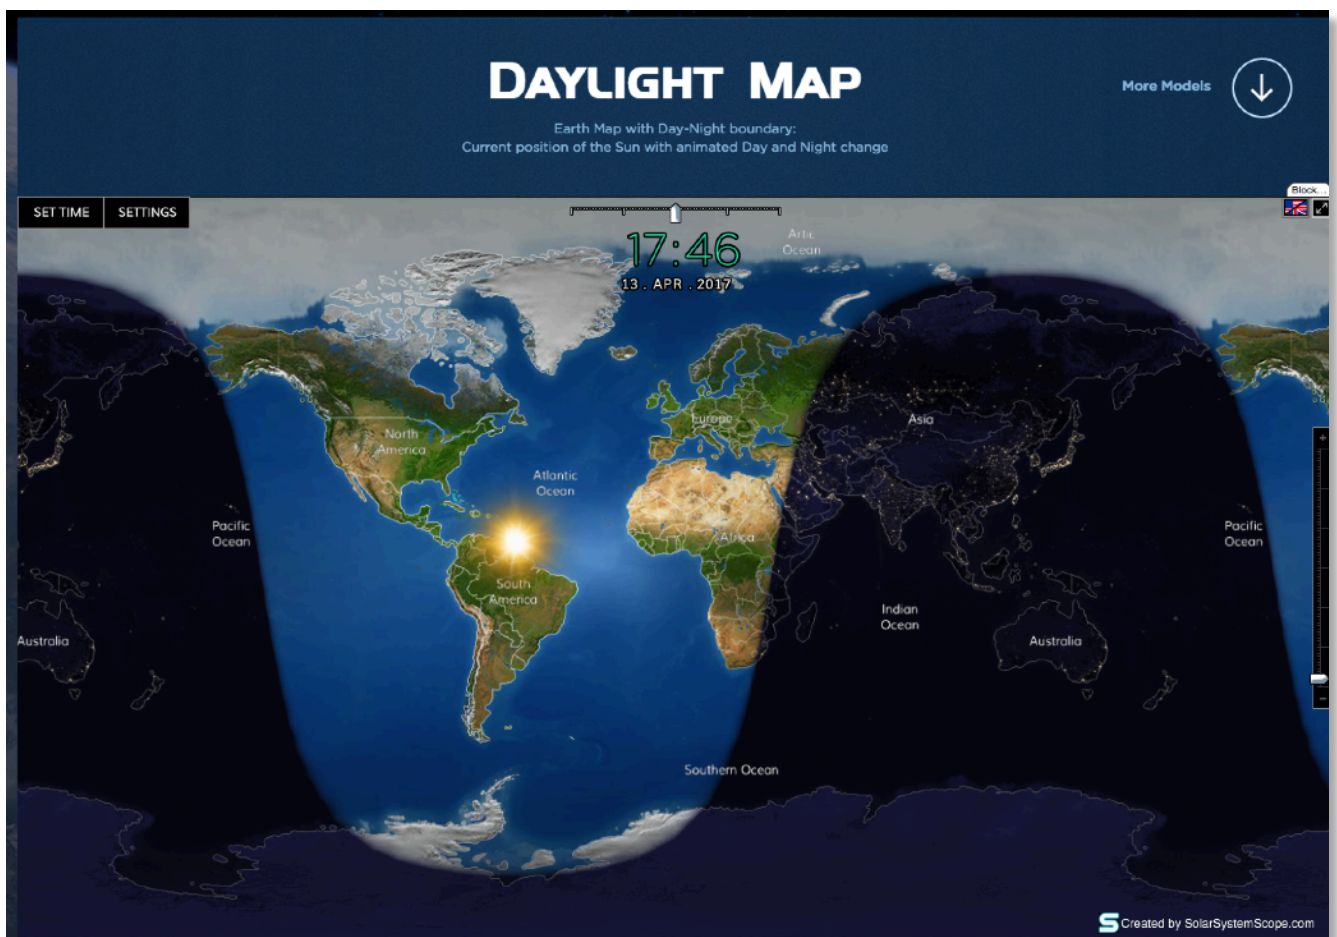 DAYLIGHT MAP
More Models
Earth Map with Day-Night boundary:
Current position of the Sun with animated Day and Night change
Block...
SET TIME
SETTINGS
17:46
13 . APR . 2017
Artic
Ocean
North
America
Europe
Asia
Atlantic
Ocean
Pacific
Ocean
Africa
Pacific
Ocean
South
America
Indian
Ocean
Australia
Australia
Southern Ocean
Created by SolarSystemScope.com